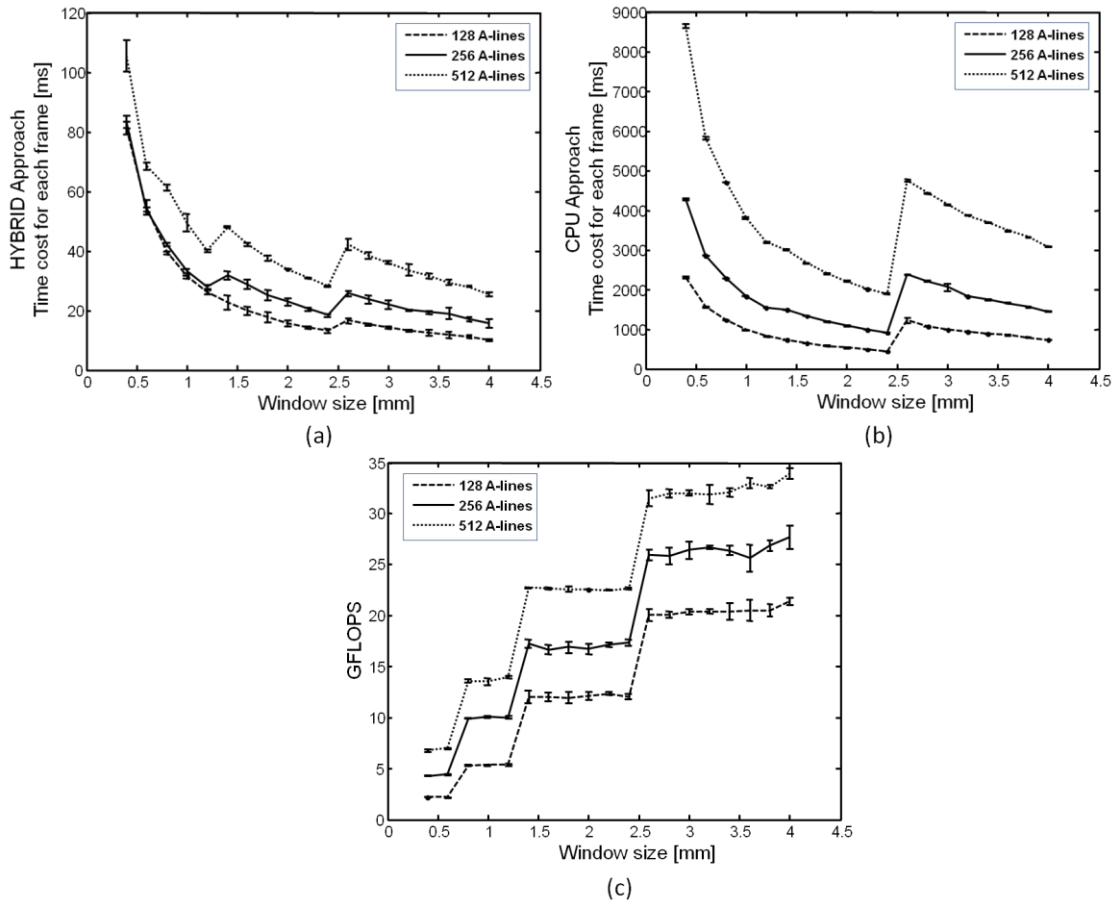 HYBRID Approach
Time cost for each frame [ms]
120
100
80
60
40
20
0
0 0.5 1 1.5 2 2.5 3 3.5 4 4.5
Window size [mm]
128 A-lines
256 A-lines
512 A-lines
(a)
CPU Approach
Time cost for each frame [ms]
9000
8000
7000
6000
5000
4000
3000
2000
1000
0
0 0.5 1 1.5 2 2.5 3 3.5 4 4.5
Window size [mm]
128 A-lines
256 A-lines
512 A-lines
(b)
GFLOPS
35
30
25
20
15
10
5
0
0 0.5 1 1.5 2 2.5 3 3.5 4 4.5
Window size [mm]
128 A-lines
256 A-lines
512 A-lines
(c)